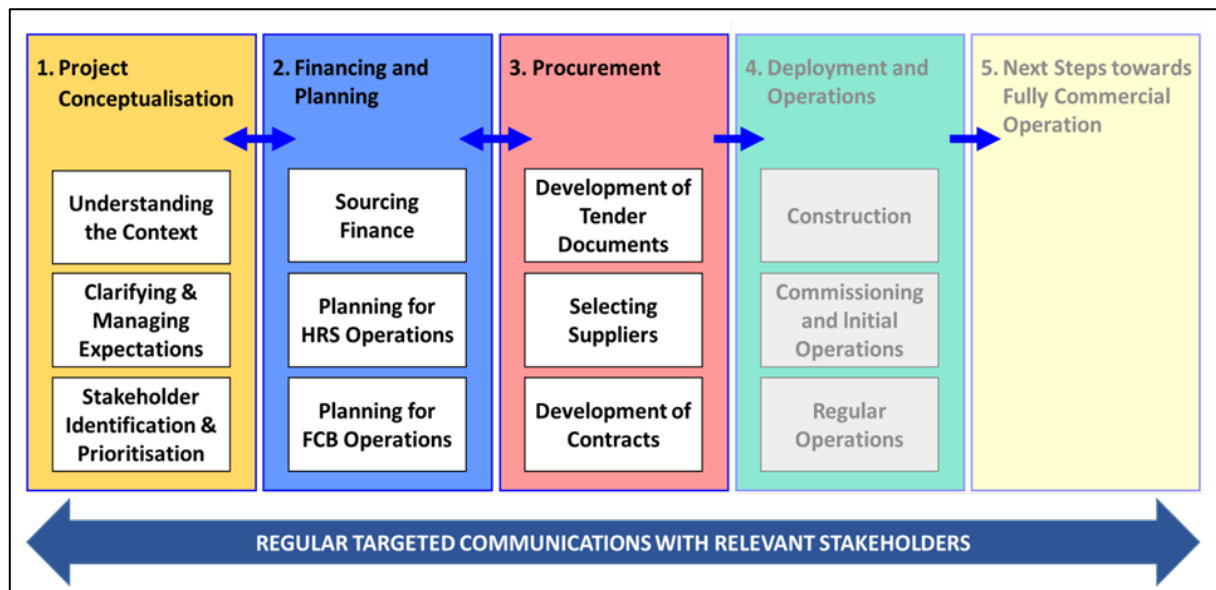 1. Project
Conceptualisation
Understanding
the Context
Clarifying &
Managing
Expectations
Stakeholder
Identification &
Prioritisation
2. Financing and
Planning
Sourcing
Finance
Planning for
HRS Operations
Planning for
FCB Operations
3. Procurement
Development of
Tender
Documents
Selecting
Suppliers
Development of
Contracts
4. Deployment and
Operations
Construction
Commissioning
and Initial
Operations
Regular
Operations
5. Next Steps towards
Fully Commercial
Operation
REGULAR TARGETED COMMUNICATIONS WITH RELEVANT STAKEHOLDERS